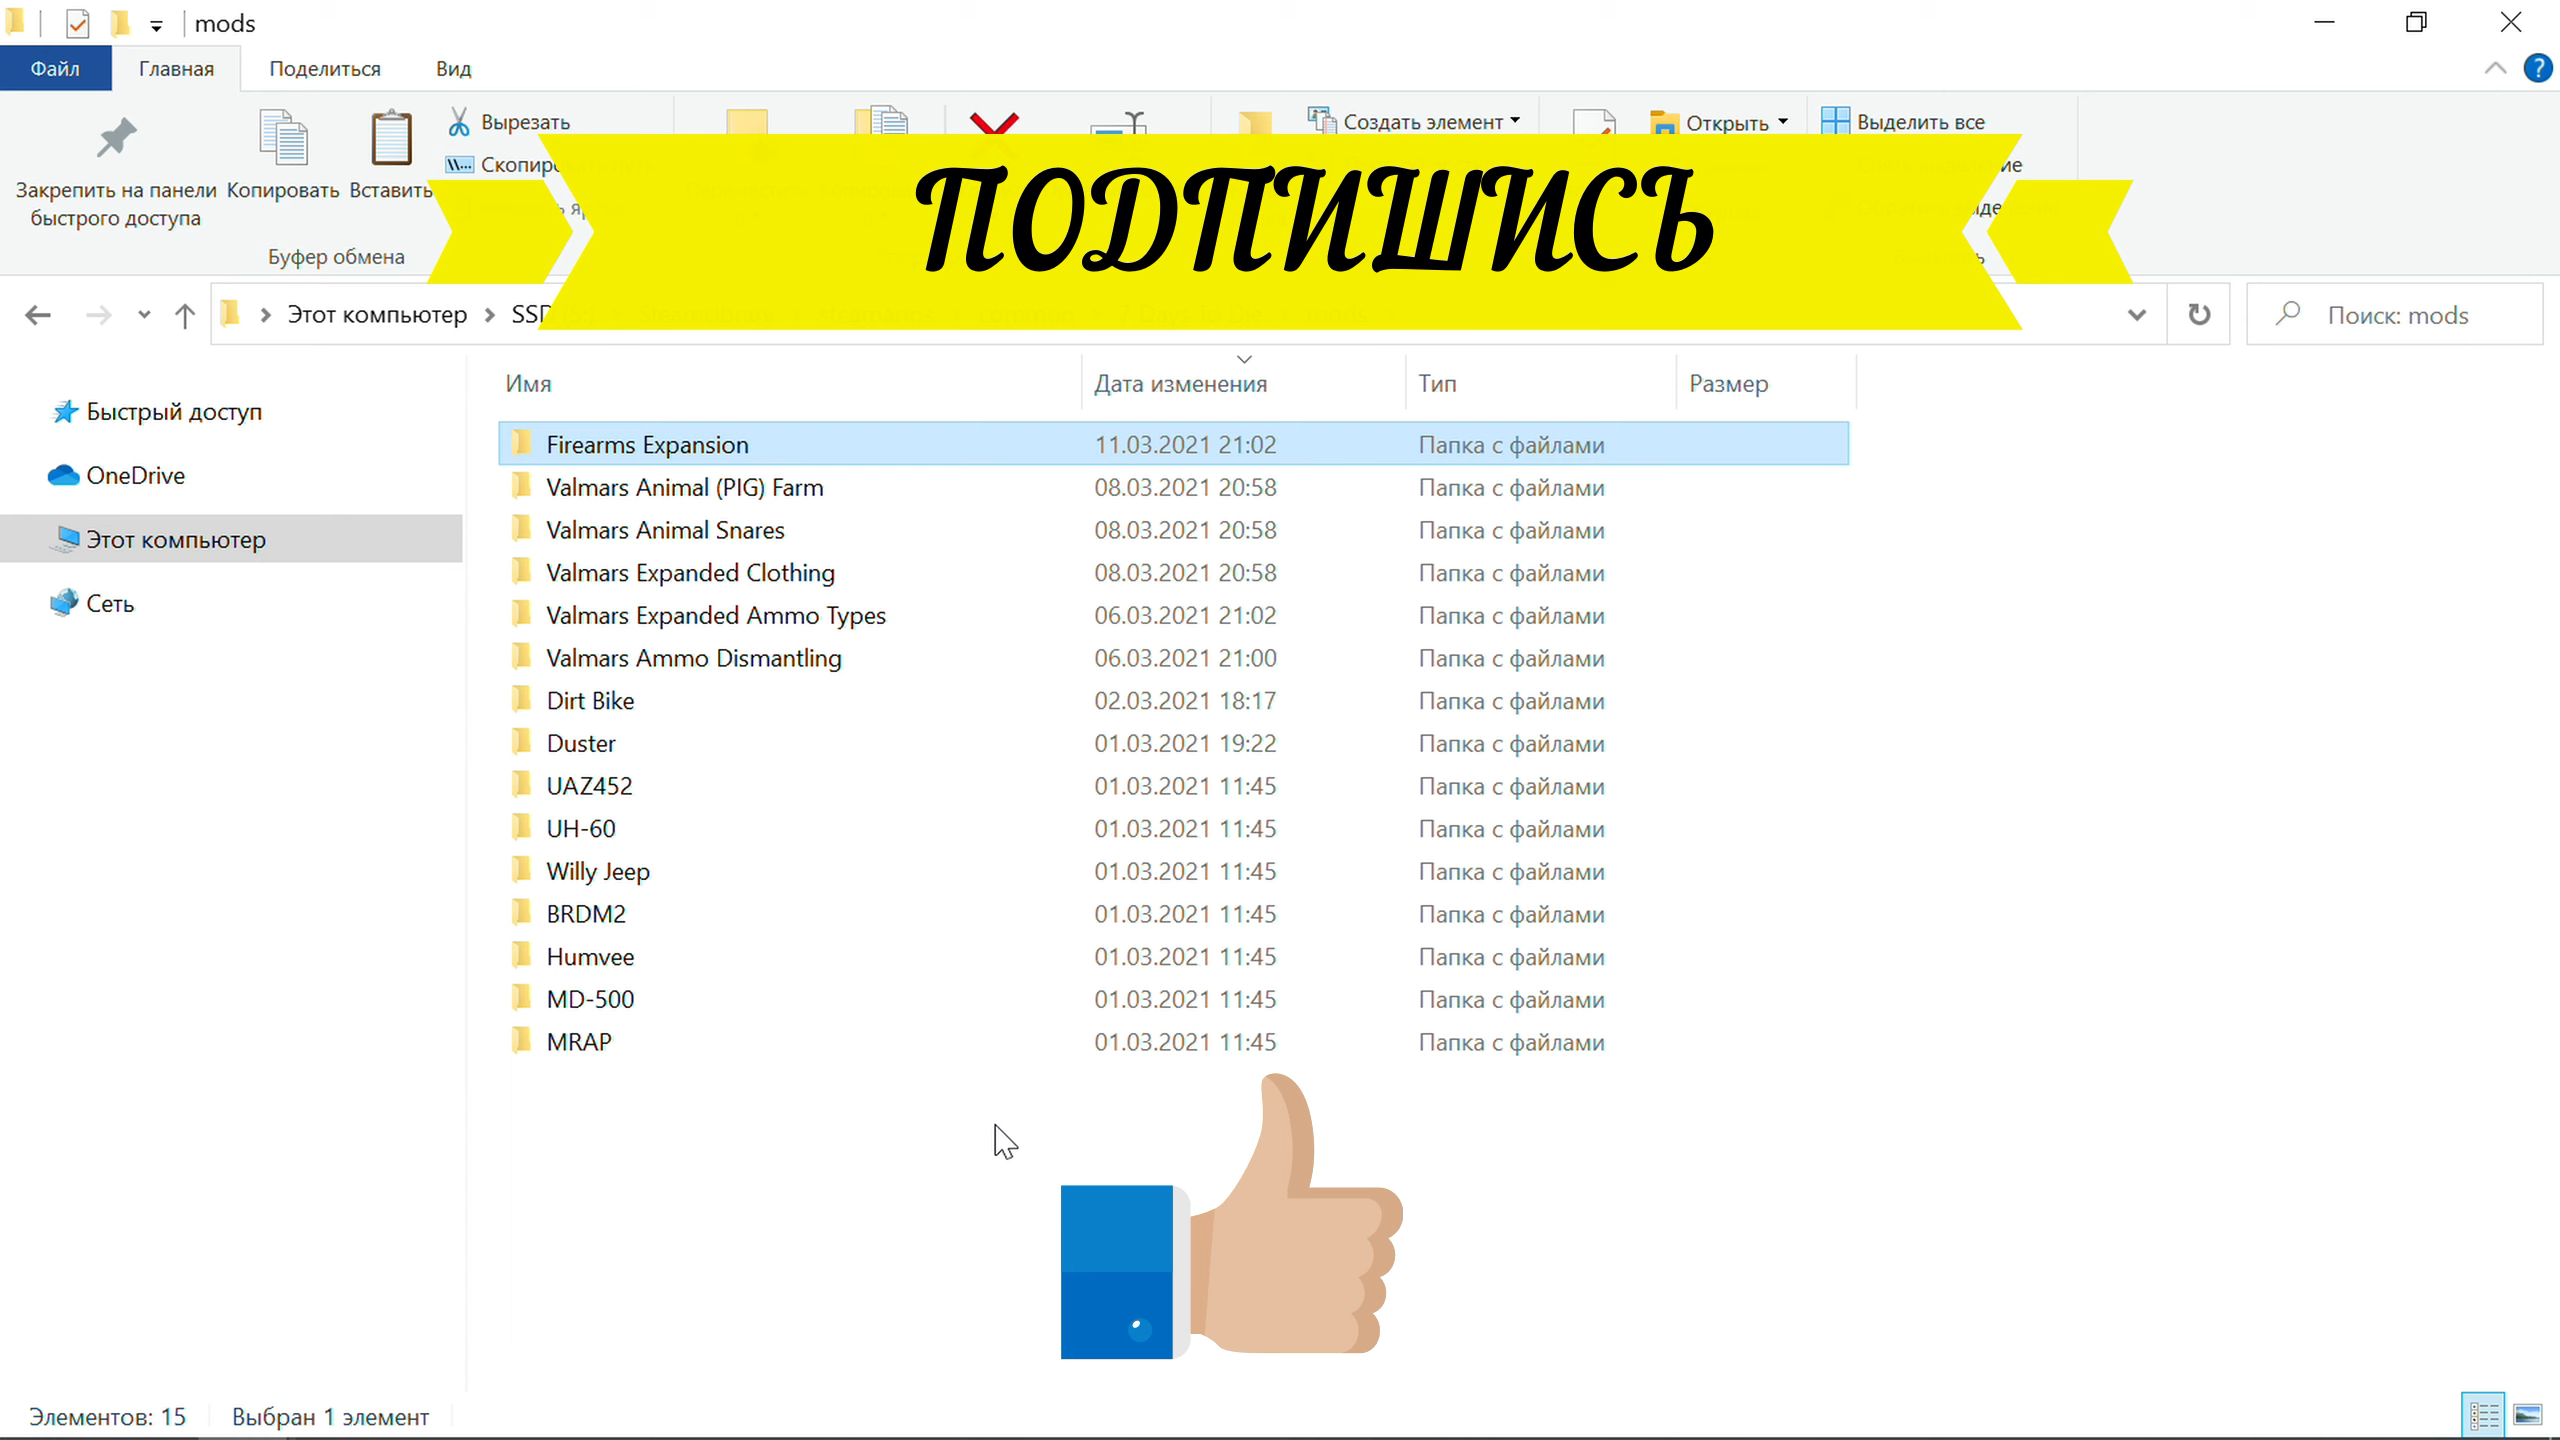 mods
Файл Главная Поделиться Вид
Закрепить на панели
быстрого доступа
Копировать
Вставить
Вырезать
Создать элемент
Открыть
Выделить все
Буфер обмена
ПОДПИШИСЬ
Этот компьютер
Поиск: mods
Быстрый доступ
OneDrive
Этот компьютер
Сеть
Имя Дата изменения Тип Размер
Firearms Expansion 11.03.2021 21:02 Папка с файлами
Valmars Animal (PIG) Farm 08.03.2021 20:58 Папка с файлами
Valmars Animal Snares 08.03.2021 20:58 Папка с файлами
Valmars Expanded Clothing 08.03.2021 20:58 Папка с файлами
Valmars Expanded Ammo Types 06.03.2021 21:02 Папка с файлами
Valmars Ammo Dismantling 06.03.2021 21:00 Папка с файлами
Dirt Bike 02.03.2021 18:17 Папка с файлами
Duster 01.03.2021 19:22 Папка с файлами
UAZ452 01.03.2021 11:45 Папка с файлами
UH-60 01.03.2021 11:45 Папка с файлами
Willy Jeep 01.03.2021 11:45 Папка с файлами
BRDM2 01.03.2021 11:45 Папка с файлами
Humvee 01.03.2021 11:45 Папка с файлами
MD-500 01.03.2021 11:45 Папка с файлами
MRAP 01.03.2021 11:45 Папка с файлами
Элементов: 15 Выбран 1 элемент